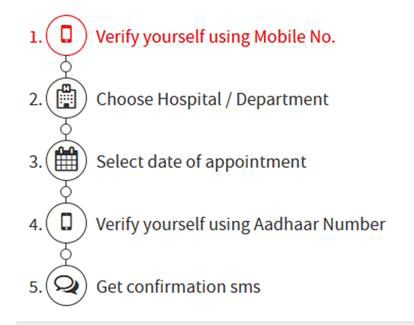 1. Verify yourself using Mobile No.
2. Choose Hospital / Department
3. Select date of appointment
4. Verify yourself using Aadhaar Number
5. Get confirmation sms